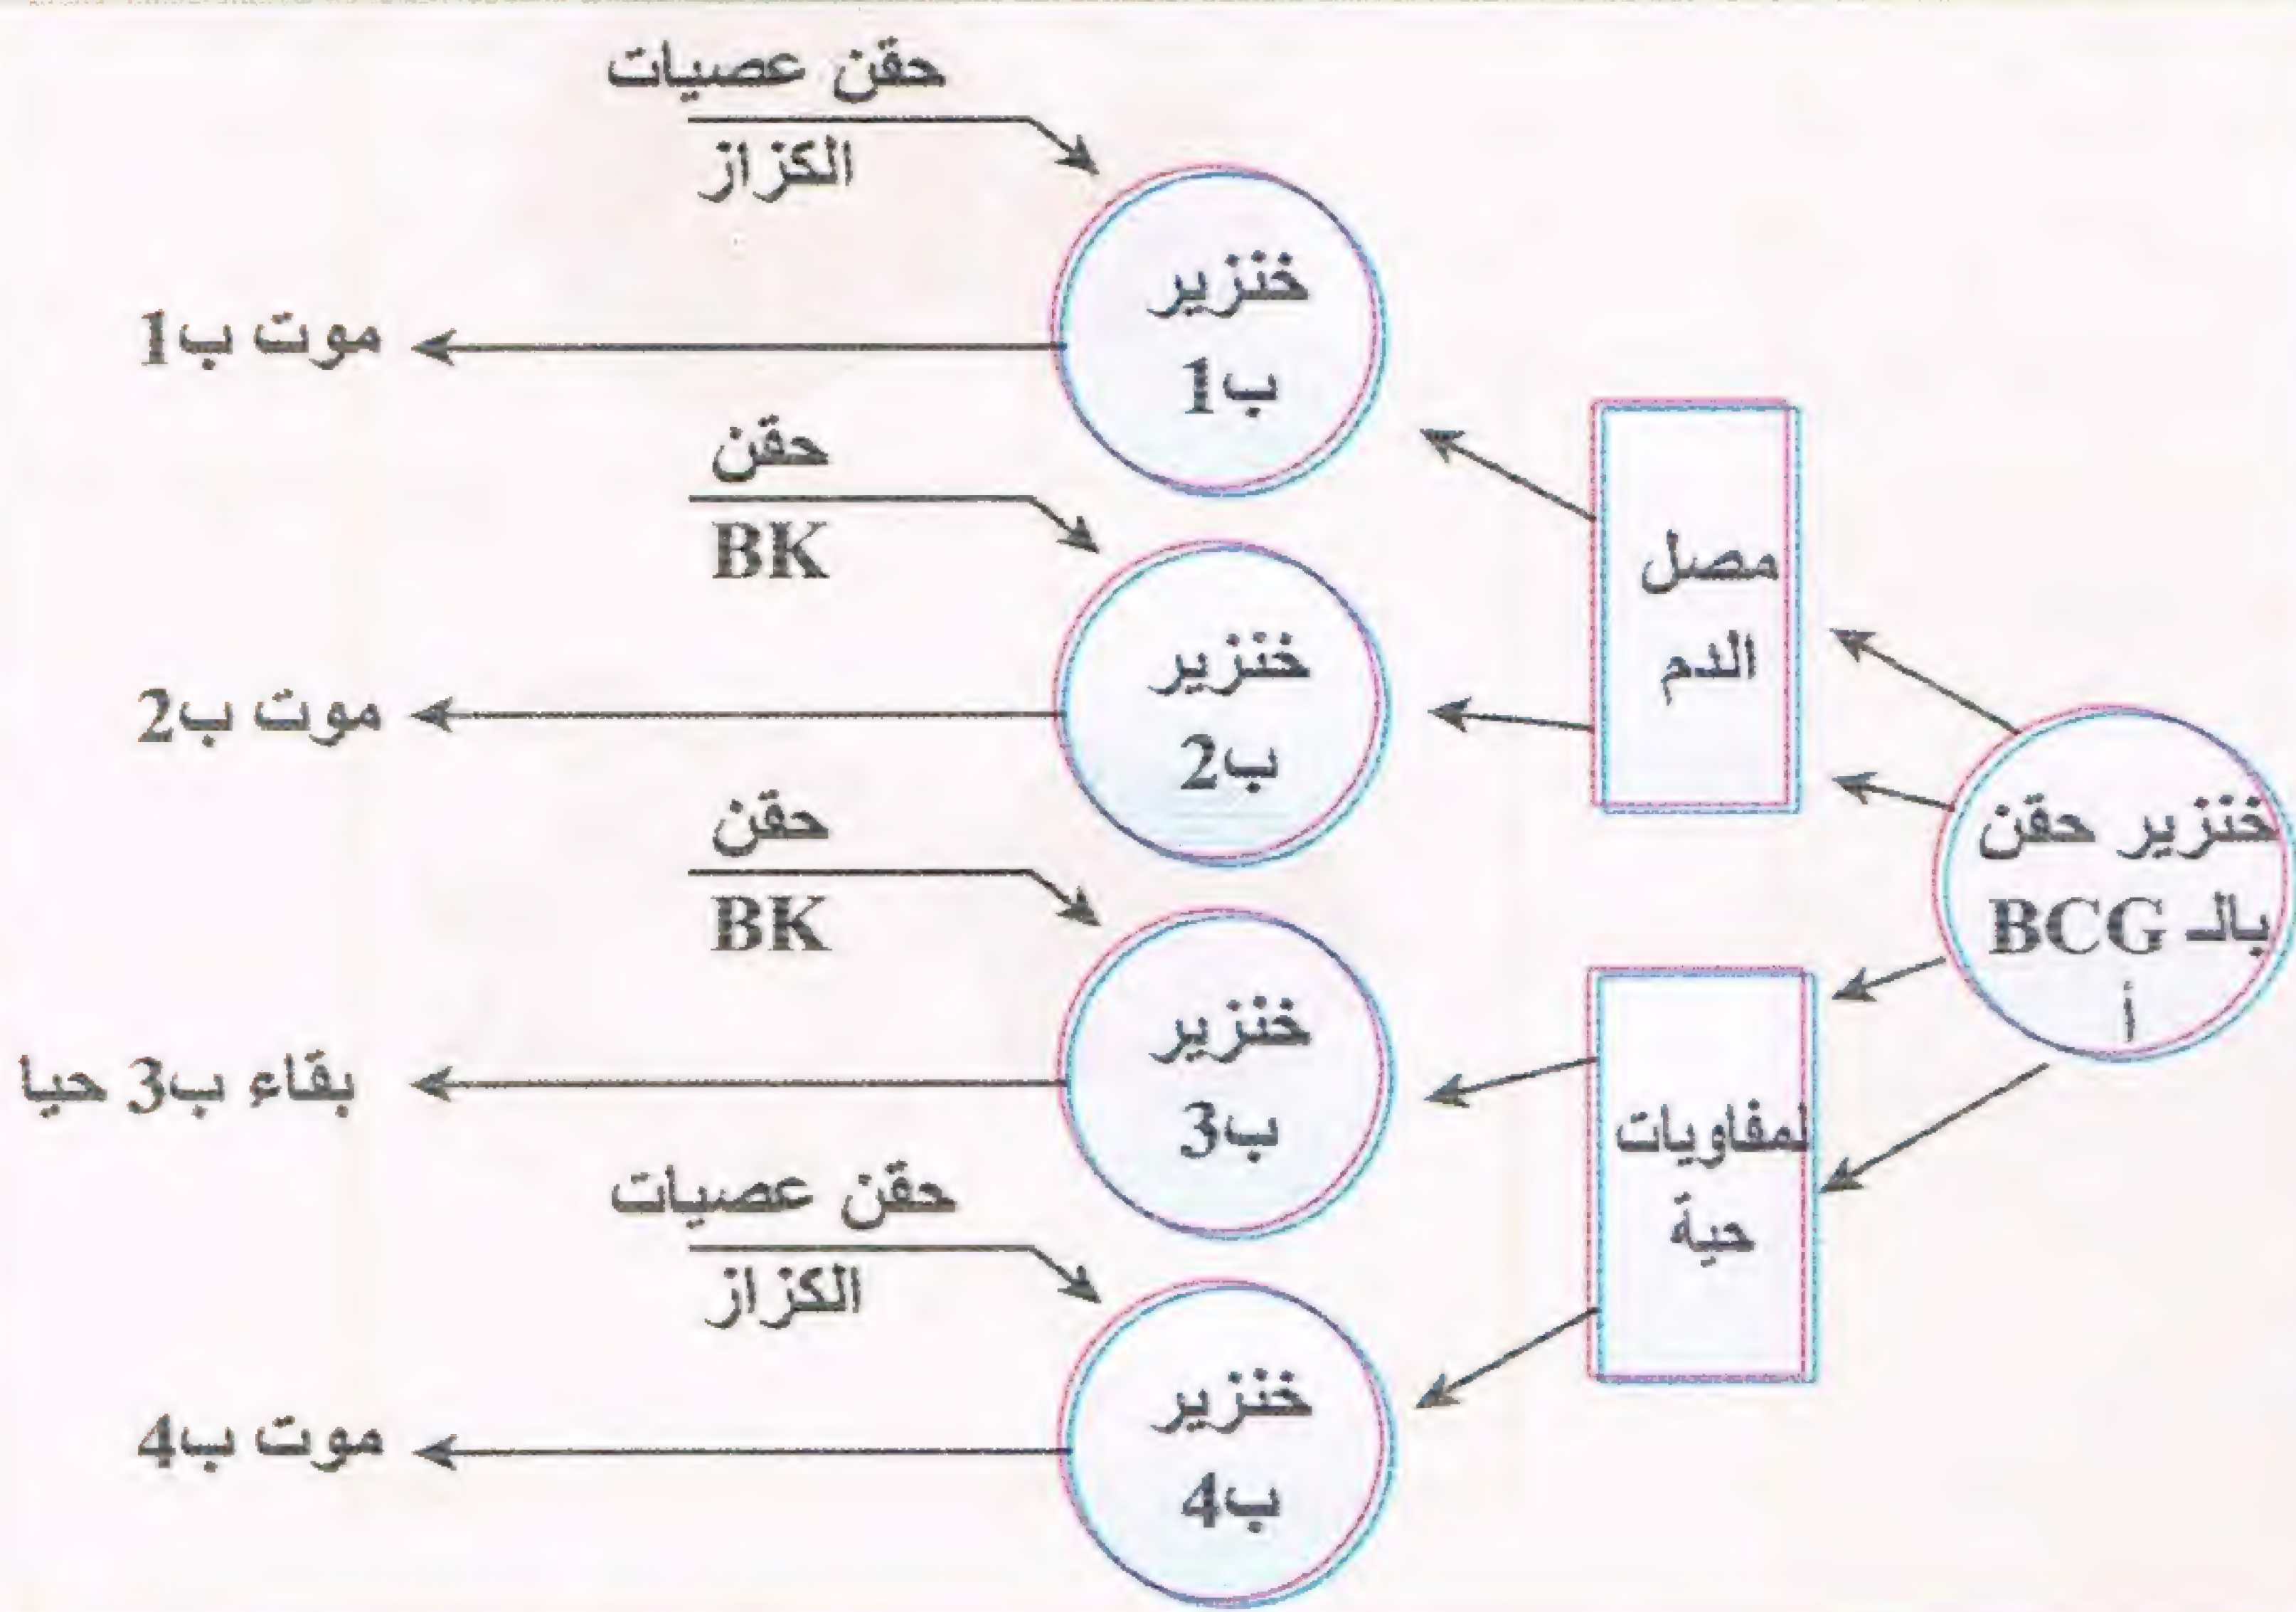 حقن عصيات
الكزاز
خنزير
ب1
موت ب1
حقن
BK
خنزير
ب2
موت ب2
مصل
الدم
خنزير حقن
بالـ BCG
أ
حقن
BK
خنزير
ب3
بقاء ب3 حيا
لمفاويات
حية
حقن عصيات
الكزاز
خنزير
ب4
موت ب4